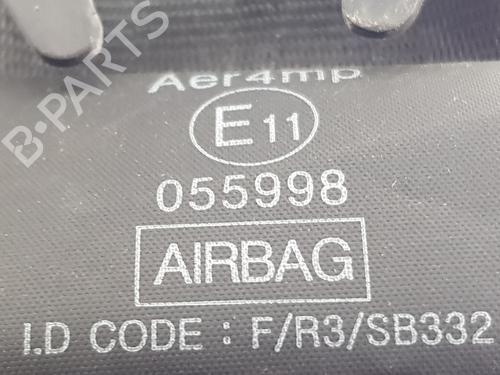 B-PARTS
Aer4mp
E11
055998
AIRBAG
I.D CODE : F/R3/SB332